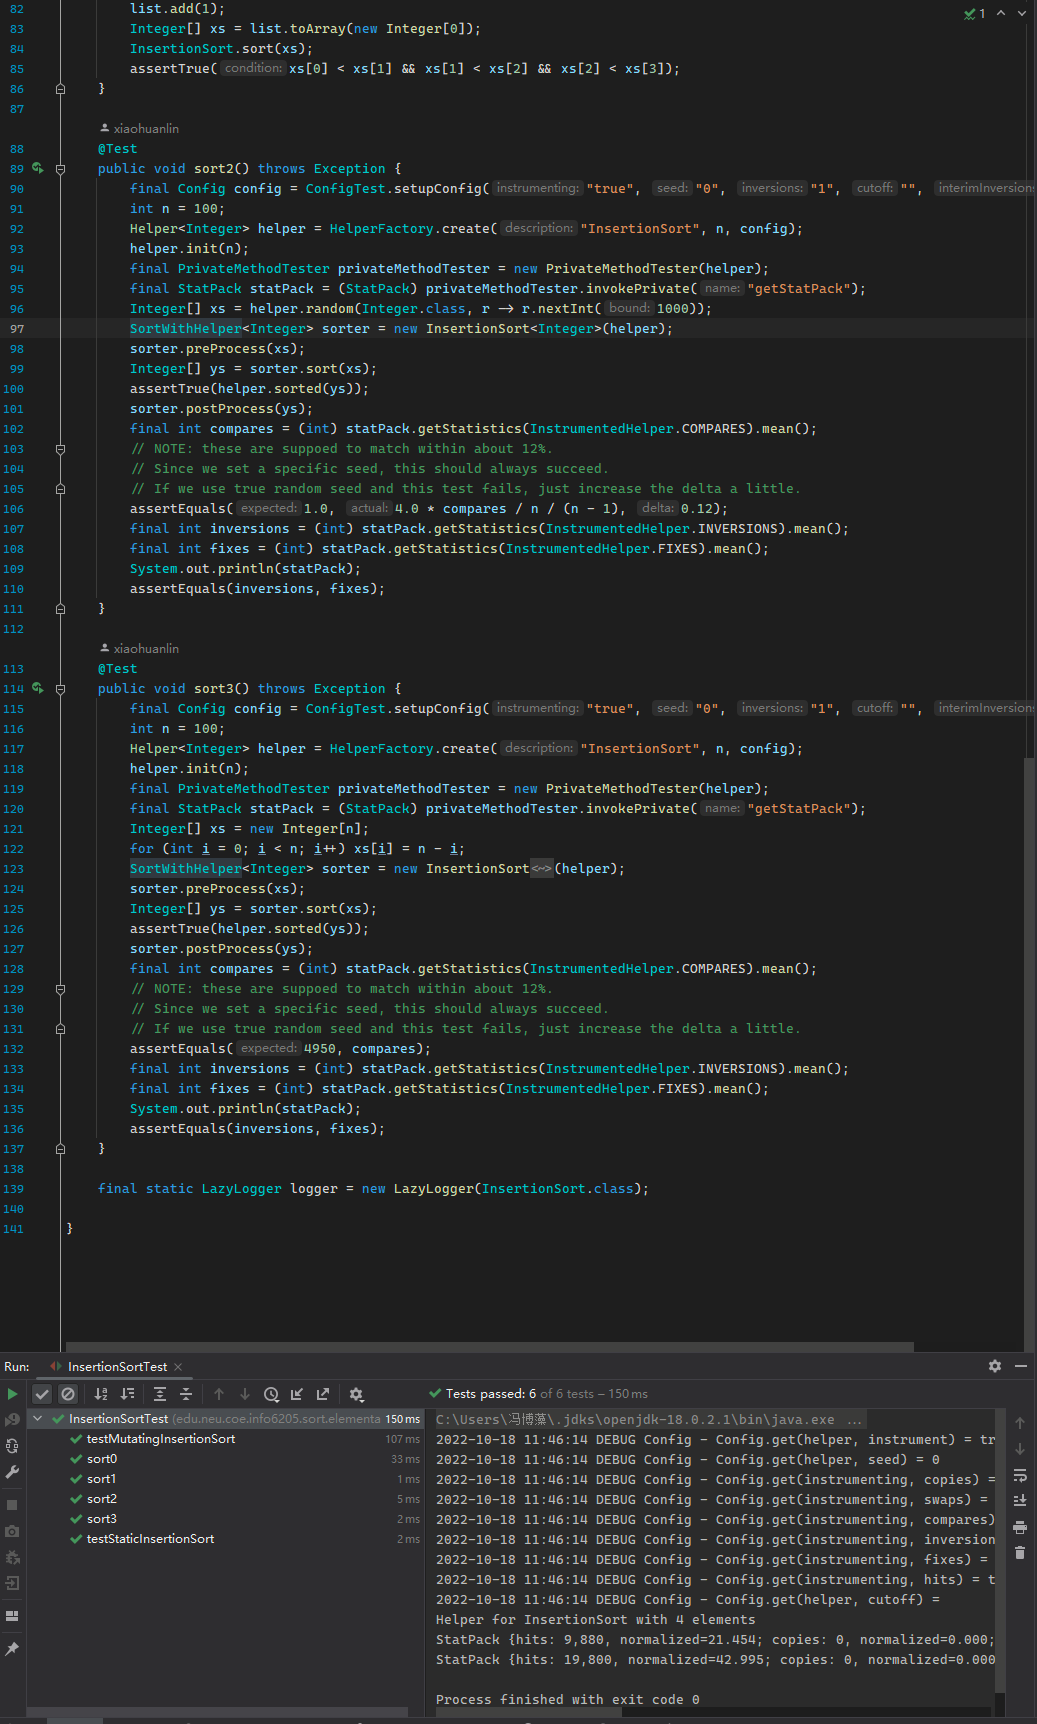 82 list.add(1);
83 Integer[] xs = list.toArray(new Integer[0]);
84 InsertionSort.sort(xs);
85 assertTrue( condition: xs[0] < xs[1] && xs[1] < xs[2] && xs[2] < xs[3]);
86 }
87
xiaohuanlin
88 @Test
89 public void sort2() throws Exception {
90 final Config config = ConfigTest.setupConfig( instrumenting: "true", seed: "0", inversions: "1", cutoff: "", interimInversions
91 int n = 100;
92 Helper<Integer> helper = HelperFactory.create( description: "InsertionSort", n, config);
93 helper.init(n);
94 final PrivateMethodTester privateMethodTester = new PrivateMethodTester(helper);
95 final StatPack statPack = (StatPack) privateMethodTester.invokePrivate( name: "getStatPack");
96 Integer[] xs = helper.random(Integer.class, r -> r.nextInt( bound: 1000));
97 SortWithHelper<Integer> sorter = new InsertionSort<Integer>(helper);
98 sorter.preProcess(xs);
99 Integer[] ys = sorter.sort(xs);
100 assertTrue(helper.sorted(ys));
101 sorter.postProcess(ys);
102 final int compares = (int) statPack.getStatistics(InstrumentedHelper.COMPARES).mean();
103 // NOTE: these are suppoed to match within about 12%.
104 // Since we set a specific seed, this should always succeed.
105 // If we use true random seed and this test fails, just increase the delta a little.
106 assertEquals( expected: 1.0, actual: 4.0 * compares / n / (n - 1), delta: 0.12);
107 final int inversions = (int) statPack.getStatistics(InstrumentedHelper.INVERSIONS).mean();
108 final int fixes = (int) statPack.getStatistics(InstrumentedHelper.FIXES).mean();
109 System.out.println(statPack);
110 assertEquals(inversions, fixes);
111 }
112
xiaohuanlin
113 @Test
114 public void sort3() throws Exception {
115 final Config config = ConfigTest.setupConfig( instrumenting: "true", seed: "0", inversions: "1", cutoff: "", interimInversions
116 int n = 100;
117 Helper<Integer> helper = HelperFactory.create( description: "InsertionSort", n, config);
118 helper.init(n);
119 final PrivateMethodTester privateMethodTester = new PrivateMethodTester(helper);
120 final StatPack statPack = (StatPack) privateMethodTester.invokePrivate( name: "getStatPack");
121 Integer[] xs = new Integer[n];
122 for (int i = 0; i < n; i++) xs[i] = n - i;
123 SortWithHelper<Integer> sorter = new InsertionSort<~>(helper);
124 sorter.preProcess(xs);
125 Integer[] ys = sorter.sort(xs);
126 assertTrue(helper.sorted(ys));
127 sorter.postProcess(ys);
128 final int compares = (int) statPack.getStatistics(InstrumentedHelper.COMPARES).mean();
129 // NOTE: these are suppoed to match within about 12%.
130 // Since we set a specific seed, this should always succeed.
131 // If we use true random seed and this test fails, just increase the delta a little.
132 assertEquals( expected: 4950, compares);
133 final int inversions = (int) statPack.getStatistics(InstrumentedHelper.INVERSIONS).mean();
134 final int fixes = (int) statPack.getStatistics(InstrumentedHelper.FIXES).mean();
135 System.out.println(statPack);
136 assertEquals(inversions, fixes);
137 }
138
139 final static LazyLogger logger = new LazyLogger(InsertionSort.class);
140
141 }
1
Run: InsertionSortTest
Tests passed: 6 of 6 tests – 150 ms
InsertionSortTest (edu.neu.coe.info6205.sort.elementa 150 ms
testMutatingInsertionSort 107 ms
sort0 33 ms
sort1 1 ms
sort2 5 ms
sort3 2 ms
testStaticInsertionSort 2 ms
C:\Users\冯博藻\.jdks\openjdk-18.0.2.1\bin\java.exe ...
2022-10-18 11:46:14 DEBUG Config - Config.get(helper, instrument) = tr
2022-10-18 11:46:14 DEBUG Config - Config.get(helper, seed) = 0
2022-10-18 11:46:14 DEBUG Config - Config.get(instrumenting, copies) =
2022-10-18 11:46:14 DEBUG Config - Config.get(instrumenting, swaps) =
2022-10-18 11:46:14 DEBUG Config - Config.get(instrumenting, compares)
2022-10-18 11:46:14 DEBUG Config - Config.get(instrumenting, inversion
2022-10-18 11:46:14 DEBUG Config - Config.get(instrumenting, fixes) =
2022-10-18 11:46:14 DEBUG Config - Config.get(instrumenting, hits) = t
2022-10-18 11:46:14 DEBUG Config - Config.get(helper, cutoff) =
Helper for InsertionSort with 4 elements
StatPack {hits: 9,880, normalized=21.454; copies: 0, normalized=0.000;
StatPack {hits: 19,800, normalized=42.995; copies: 0, normalized=0.000
Process finished with exit code 0